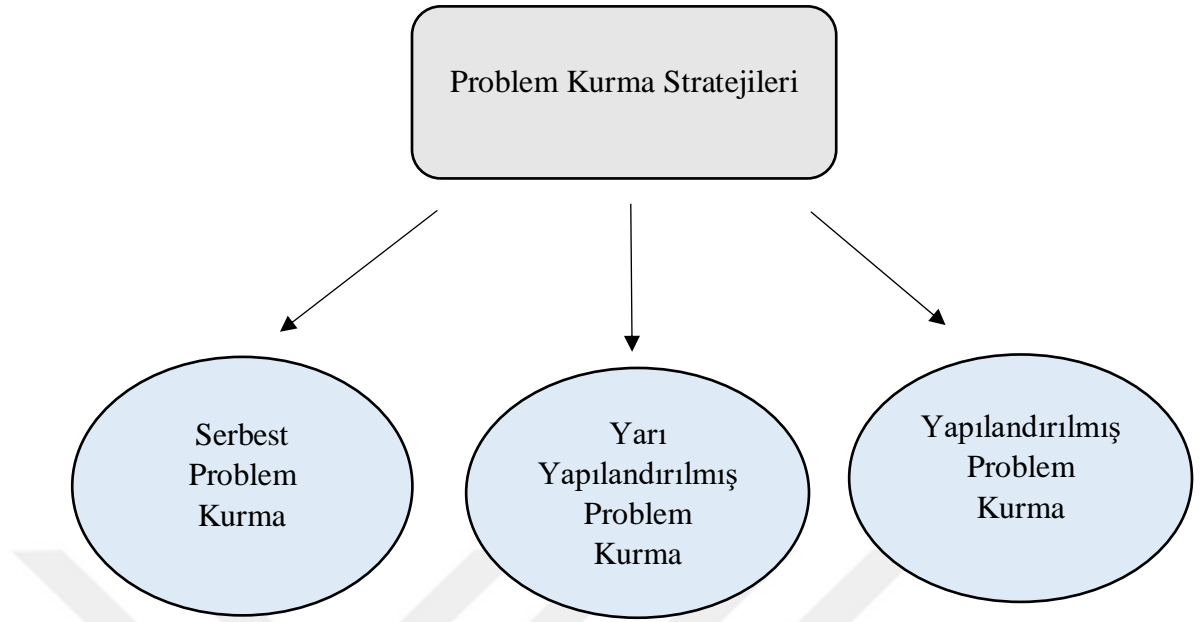 Problem Kurma Stratejileri
Serbest
Problem
Kurma
Yarı
Yapılandırılmış
Problem
Kurma
Yapılandırılmış
Problem
Kurma